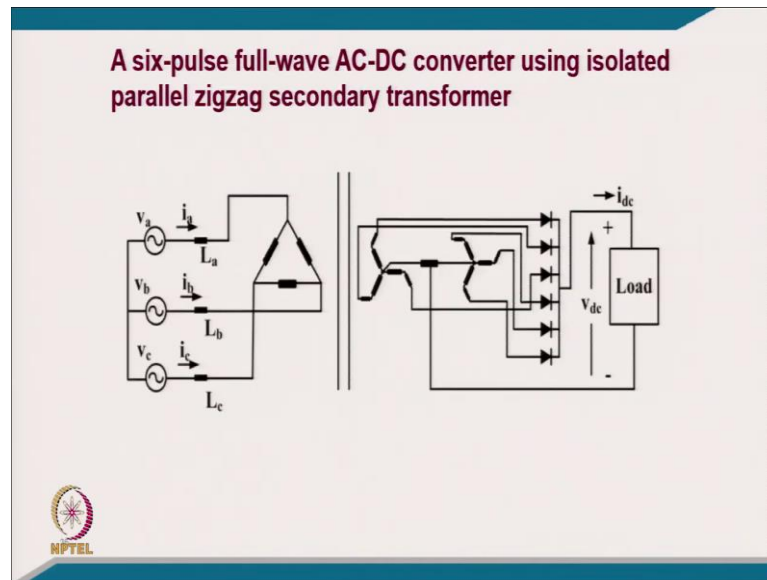 A six-pulse full-wave AC-DC converter using isolated
parallel zigzag secondary transformer
va
ia
La
vb
ib
Lb
vc
ic
Lc
idc
+
Load
vdc
-
NPTEL